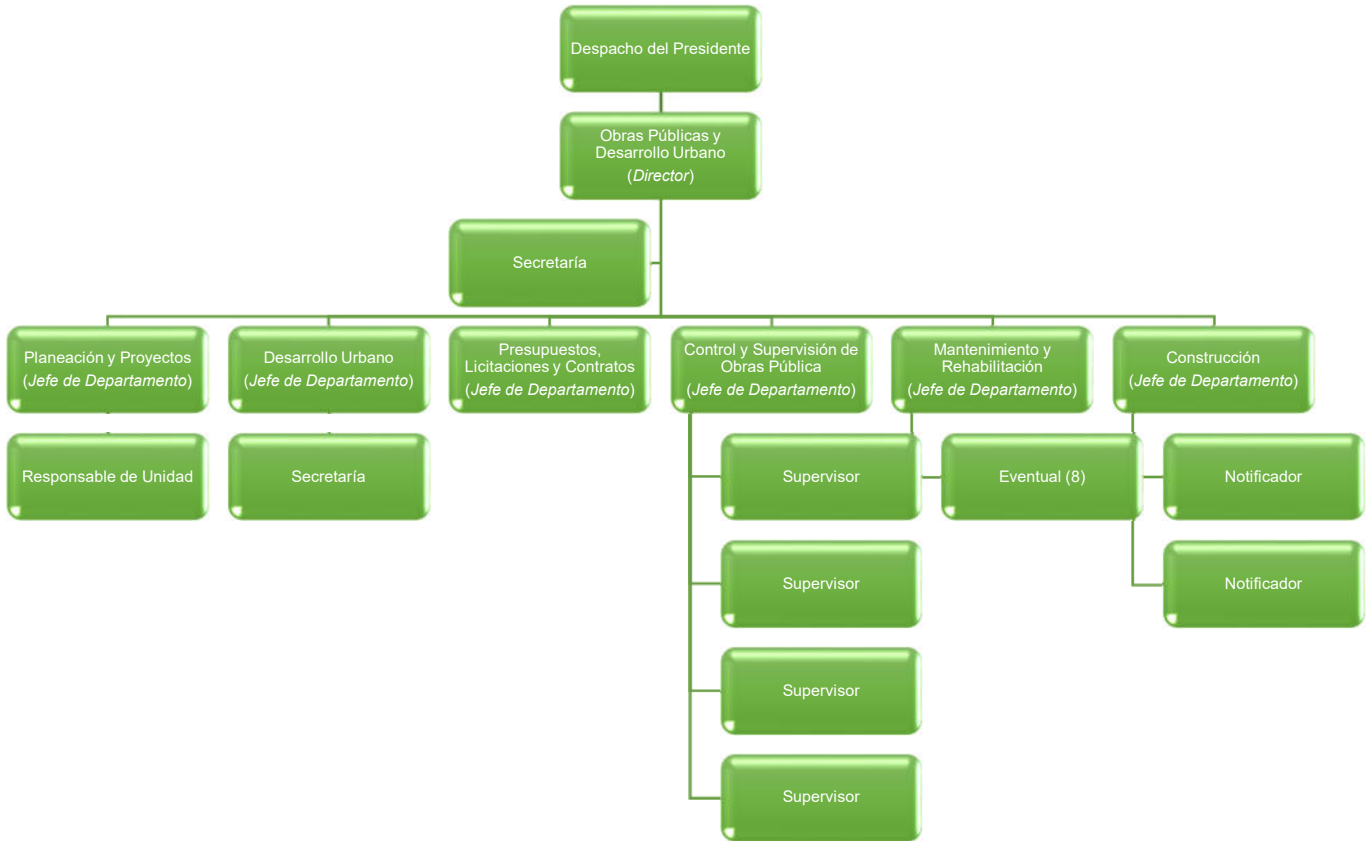 Despacho del Presidente
Obras Públicas y
Desarrollo Urbano
(Director)
Secretaría
Planeación y Proyectos
(Jefe de Departamento)
Desarrollo Urbano
(Jefe de Departamento)
Presupuestos,
Licitaciones y Contratos
(Jefe de Departamento)
Control y Supervisión de
Obras Pública
(Jefe de Departamento)
Mantenimiento y
Rehabilitación
(Jefe de Departamento)
Construcción
(Jefe de Departamento)
Responsable de Unidad
Secretaría
Supervisor
Eventual (8)
Notificador
Supervisor
Notificador
Supervisor
Supervisor